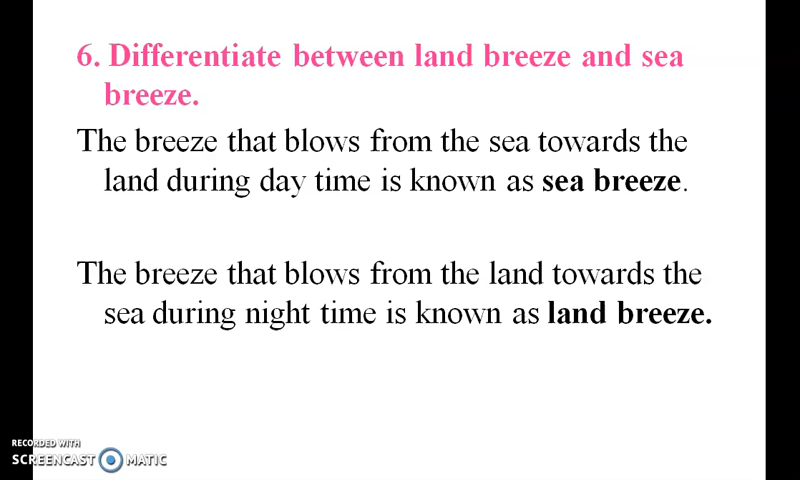 6. Differentiate between land breeze and sea
breeze.
The breeze that blows from the sea towards the
land during day time is known as sea breeze.
The breeze that blows from the land towards the
sea during night time is known as land breeze.
RECORDED WITH
SCREENCAST MATIC